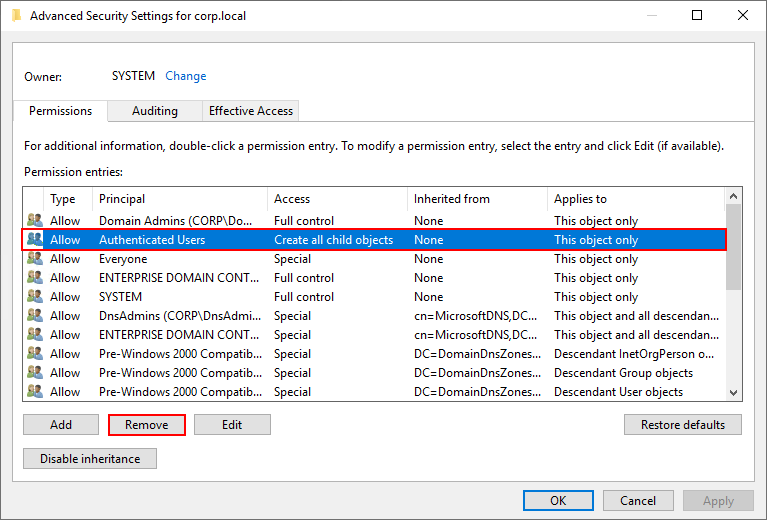 Advanced Security Settings for corp.local
Owner: SYSTEM Change
Permissions Auditing Effective Access
For additional information, double-click a permission entry. To modify a permission entry, select the entry and click Edit (if available).
Permission entries:
Type Principal Access Inherited from Applies to
Allow Domain Admins (CORP\Do... Full control None This object only
Allow Authenticated Users Create all child objects None This object only
Allow Everyone Special None This object only
Allow ENTERPRISE DOMAIN CONT... Full control None This object only
Allow SYSTEM Full control None This object only
Allow DnsAdmins (CORP\DnsAdmi... Special cn=MicrosoftDNS,DC... This object and all descendan...
Allow ENTERPRISE DOMAIN CONT... Special cn=MicrosoftDNS,DC... This object and all descendan...
Allow Pre-Windows 2000 Compatib... Special DC=DomainDnsZones... Descendant InetOrgPerson o...
Allow Pre-Windows 2000 Compatib... Special DC=DomainDnsZones... Descendant Group objects
Allow Pre-Windows 2000 Compatib... Special DC=DomainDnsZones... Descendant User objects
Add Remove Edit Restore defaults
Disable inheritance
OK Cancel Apply